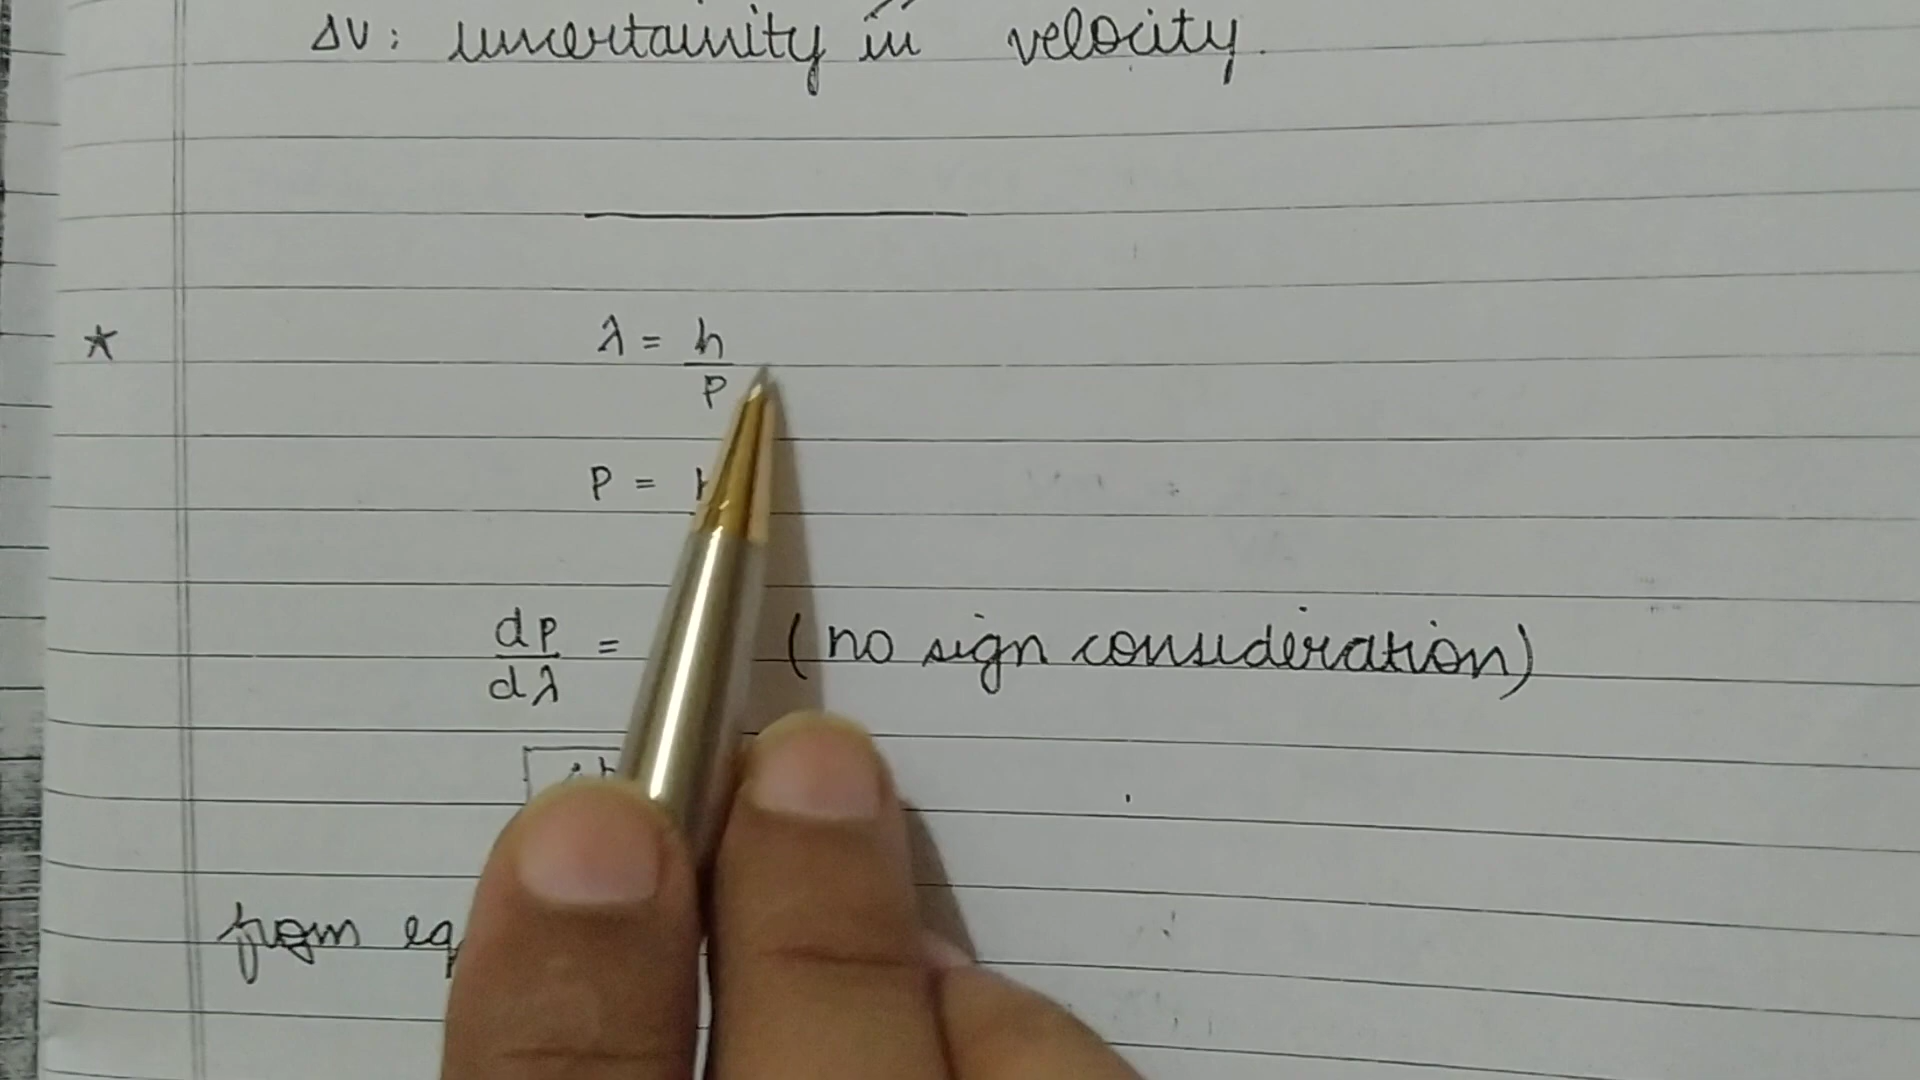 ΔV: uncertainity in velocity.
★ λ = h/p
P = h
dp/dλ = (no sign consideration)
from eq